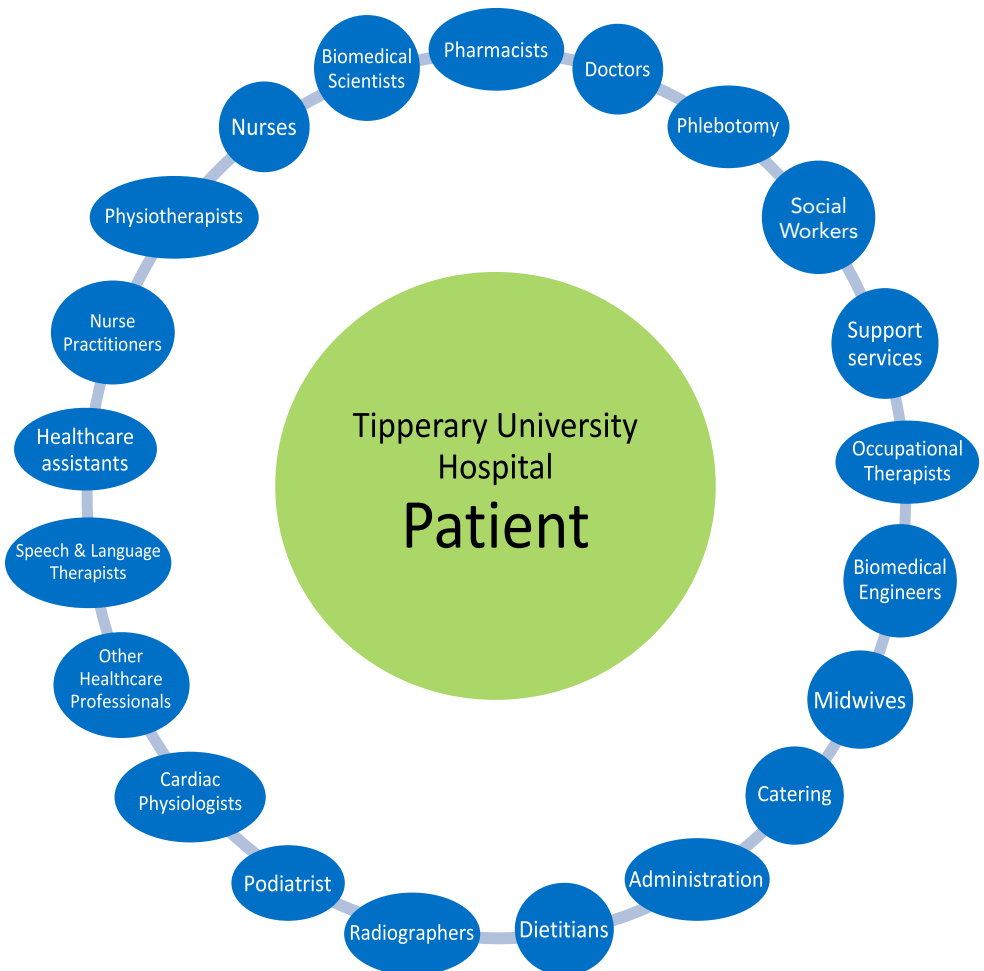 Pharmacists
Doctors
Phlebotomy
Social
Workers
Support
services
Occupational
Therapists
Biomedical
Engineers
Midwives
Catering
Administration
Dietitians
Radiographers
Podiatrist
Cardiac
Physiologists
Other
Healthcare
Professionals
Speech & Language
Therapists
Healthcare
assistants
Nurse
Practitioners
Physiotherapists
Nurses
Biomedical
Scientists
Tipperary University
Hospital
Patient